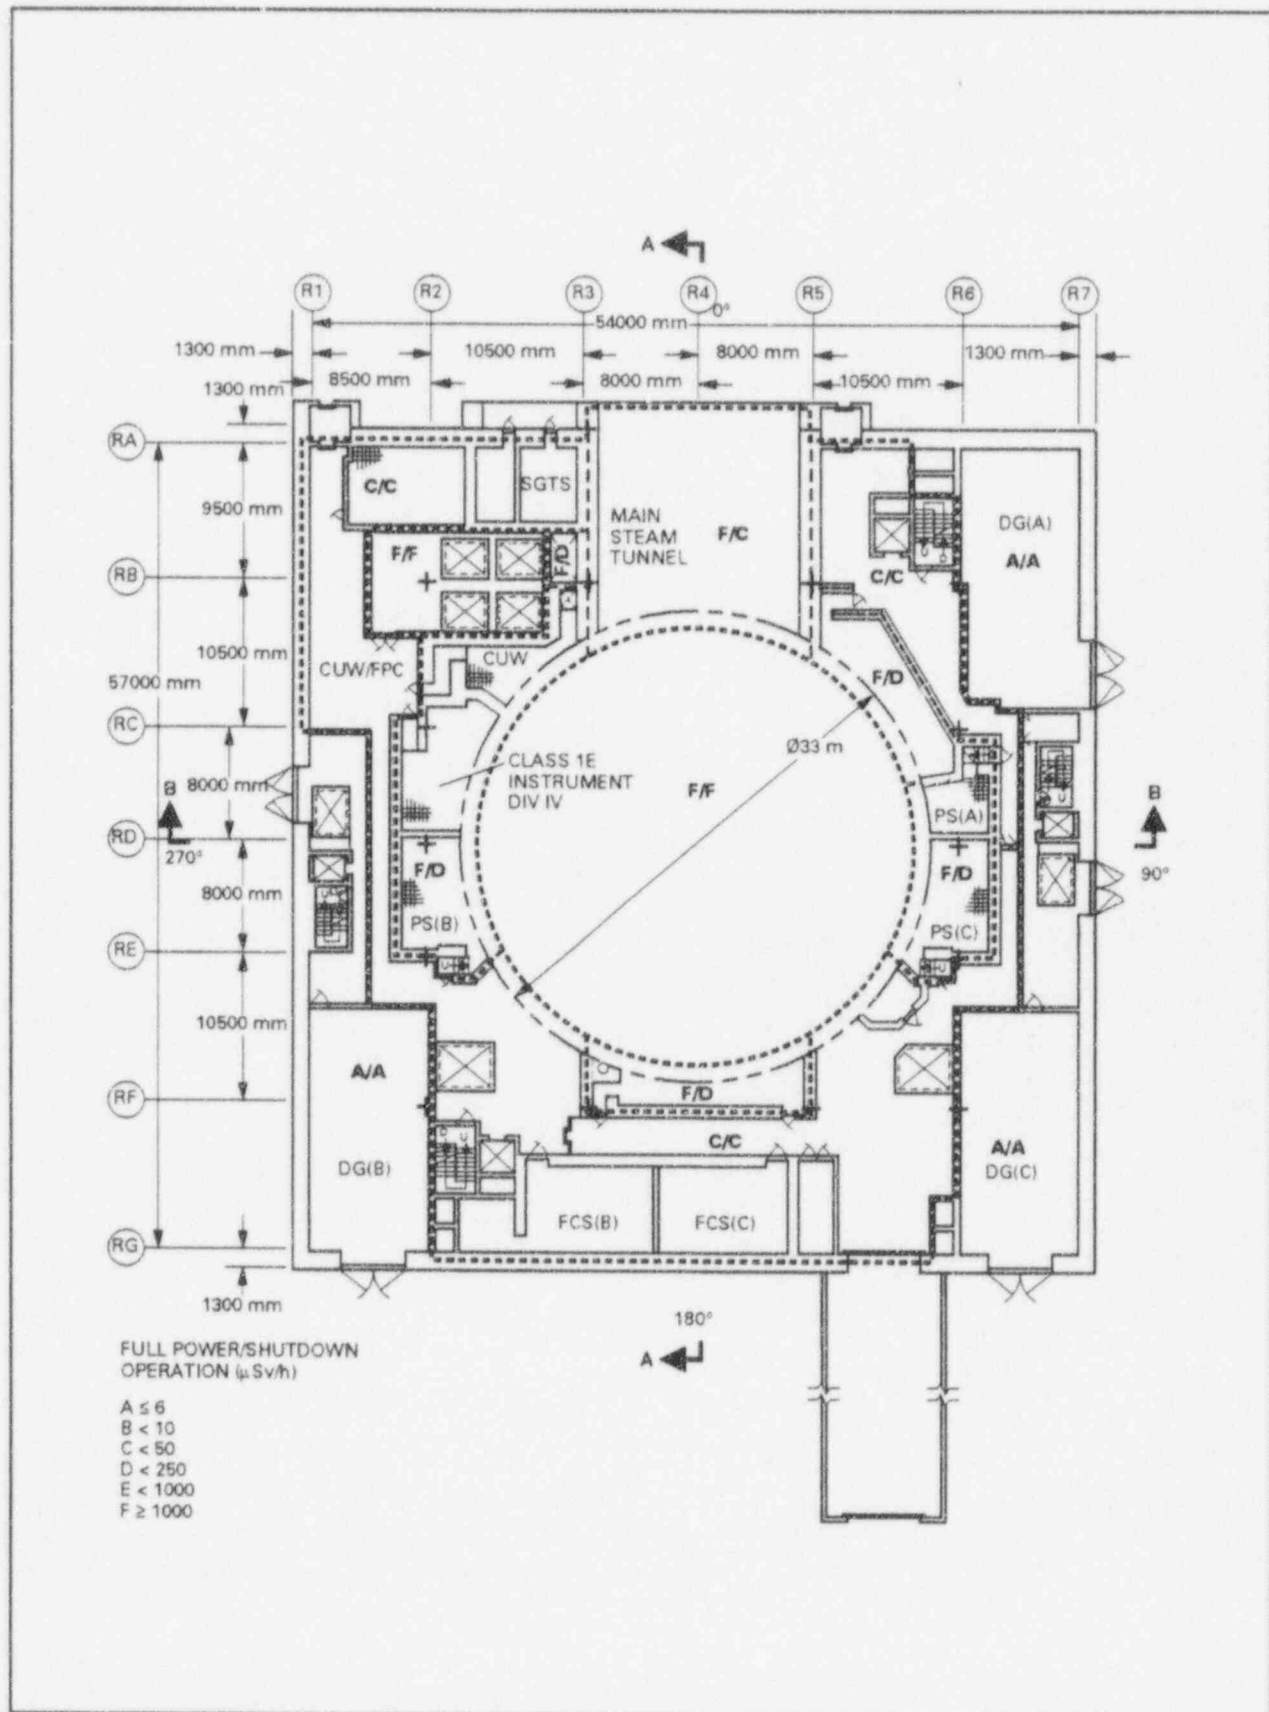 A
R1 R2 R3 R4 R5 R6 R7
0°
54000 mm
1300 mm 10500 mm 8000 mm 1300 mm
8500 mm 8000 mm 10500 mm
1300 mm
RA
C/C
SGTS
9500 mm
MAIN
STEAM
TUNNEL
F/C
DG(A)
A/A
F/F
F/D
RB
C/C
10500 mm
CUW
CUW/FPC
F/D
57000 mm
RC
Ø33 m
CLASS 1E
INSTRUMENT
DIV IV
8000 mm
B
F/F
B
PS(A)
RD
270°
90°
F/D
F/D
8000 mm
PS(B)
PS(C)
RE
10500 mm
A/A
F/D
RF
C/C
A/A
DG(B)
DG(C)
FCS(B)
FCS(C)
RG
1300 mm
180°
A
FULL POWER/SHUTDOWN
OPERATION (μSv/h)
A ≤ 6
B < 10
C < 50
D < 250
E < 1000
F ≥ 1000